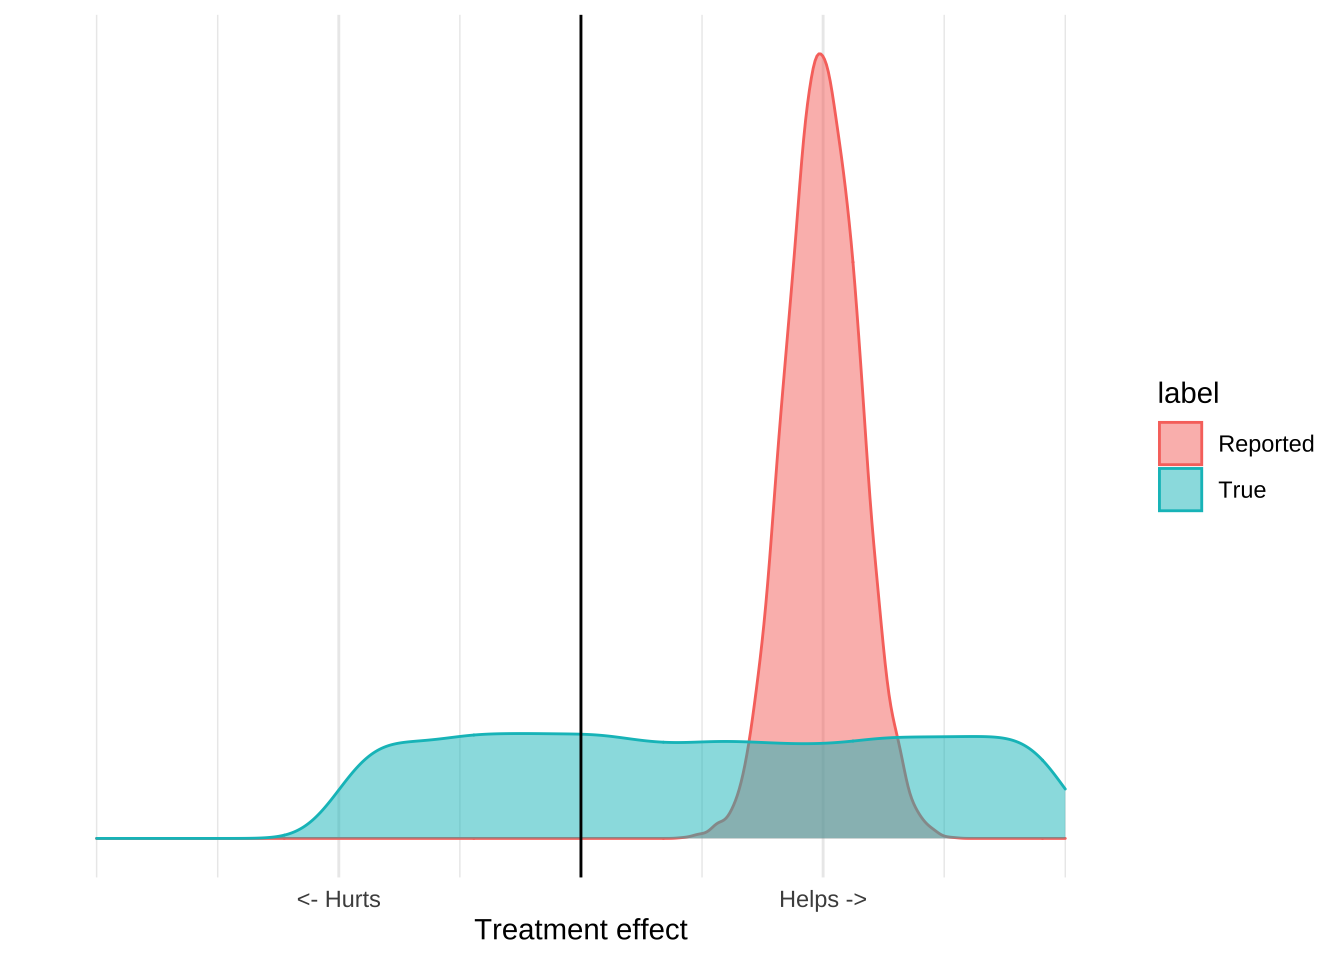 label
Reported
True
<- Hurts
Helps ->
Treatment effect